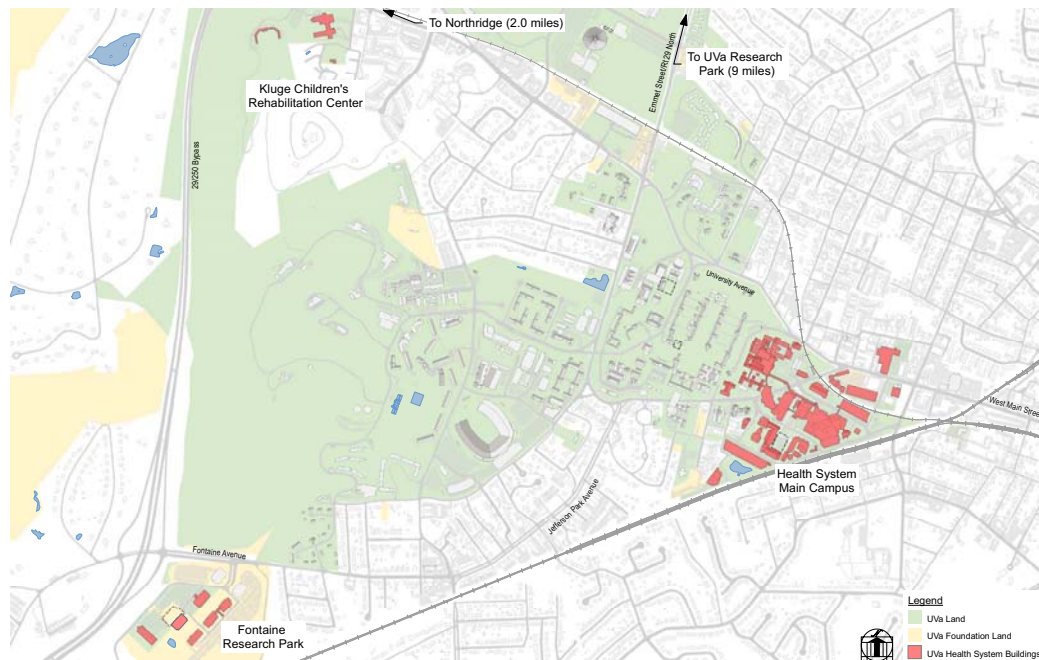 To Northridge (2.0 miles)
Emmet Street/Rt 29 North
To UVa Research
Park (9 miles)
Kluge Children's
Rehabilitation Center
29/250 Bypass
University Avenue
West Main Street
Health System
Main Campus
Jefferson Park Avenue
Fontaine Avenue
Fontaine
Research Park
Legend
UVa Land
UVa Foundation Land
UVa Health System Buildings